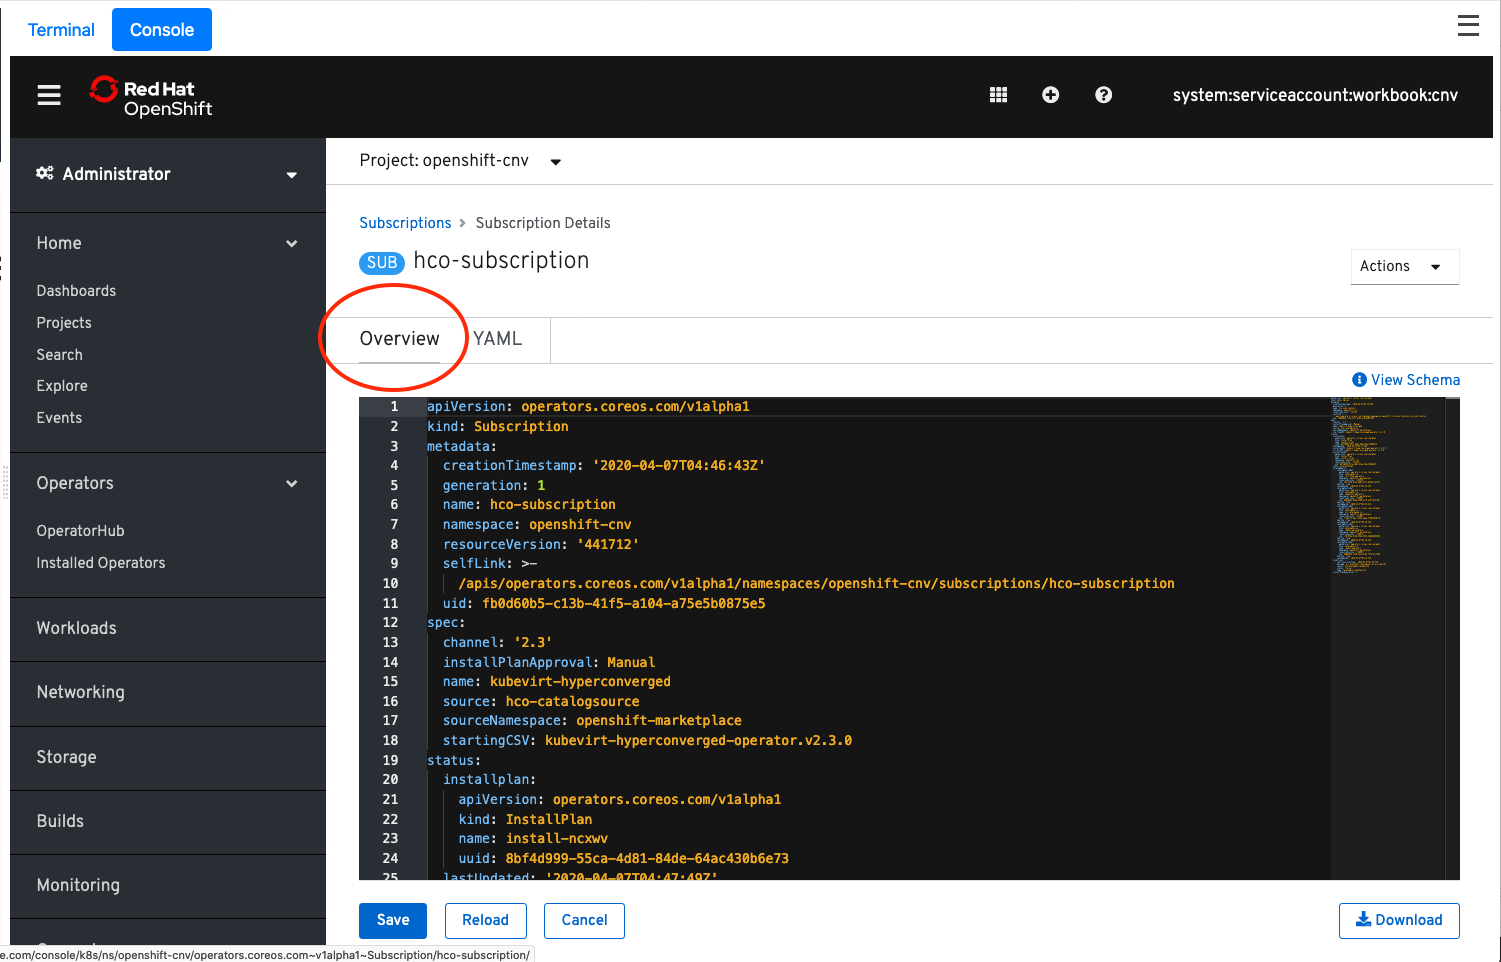 Terminal Console
Red Hat
OpenShift
system:serviceaccount:workbook:cnv
Administrator
Home
Dashboards
Projects
Search
Explore
Events
Operators
OperatorHub
Installed Operators
Workloads
Networking
Storage
Builds
Monitoring
Project: openshift-cnv
Subscriptions Subscription Details
SUB hco-subscription
Actions
Overview YAML
View Schema
1 apiVersion: operators.coreos.com/v1alpha1
2 kind: Subscription
3 metadata:
4 creationTimestamp: '2020-04-07T04:46:43Z'
5 generation: 1
6 name: hco-subscription
7 namespace: openshift-cnv
8 resourceVersion: '441712'
9 selfLink: >-
10 /apis/operators.coreos.com/v1alpha1/namespaces/openshift-cnv/subscriptions/hco-subscription
11 uid: fb0d60b5-c13b-41f5-a104-a75e5b0875e5
12 spec:
13 channel: '2.3'
14 installPlanApproval: Manual
15 name: kubevirt-hyperconverged
16 source: hco-catalogsource
17 sourceNamespace: openshift-marketplace
18 startingCSV: kubevirt-hyperconverged-operator.v2.3.0
19 status:
20 installplan:
21 apiVersion: operators.coreos.com/v1alpha1
22 kind: InstallPlan
23 name: install-ncxwv
24 uuid: 8bf4d999-55ca-4d81-84de-64ac430b6e73
25 lastUpdated: '2020-04-07T04:47:49Z'
Save Reload Cancel Download
e.com/console/k8s/ns/openshift-cnv/operators.coreos.com~v1alpha1~Subscription/hco-subscription/